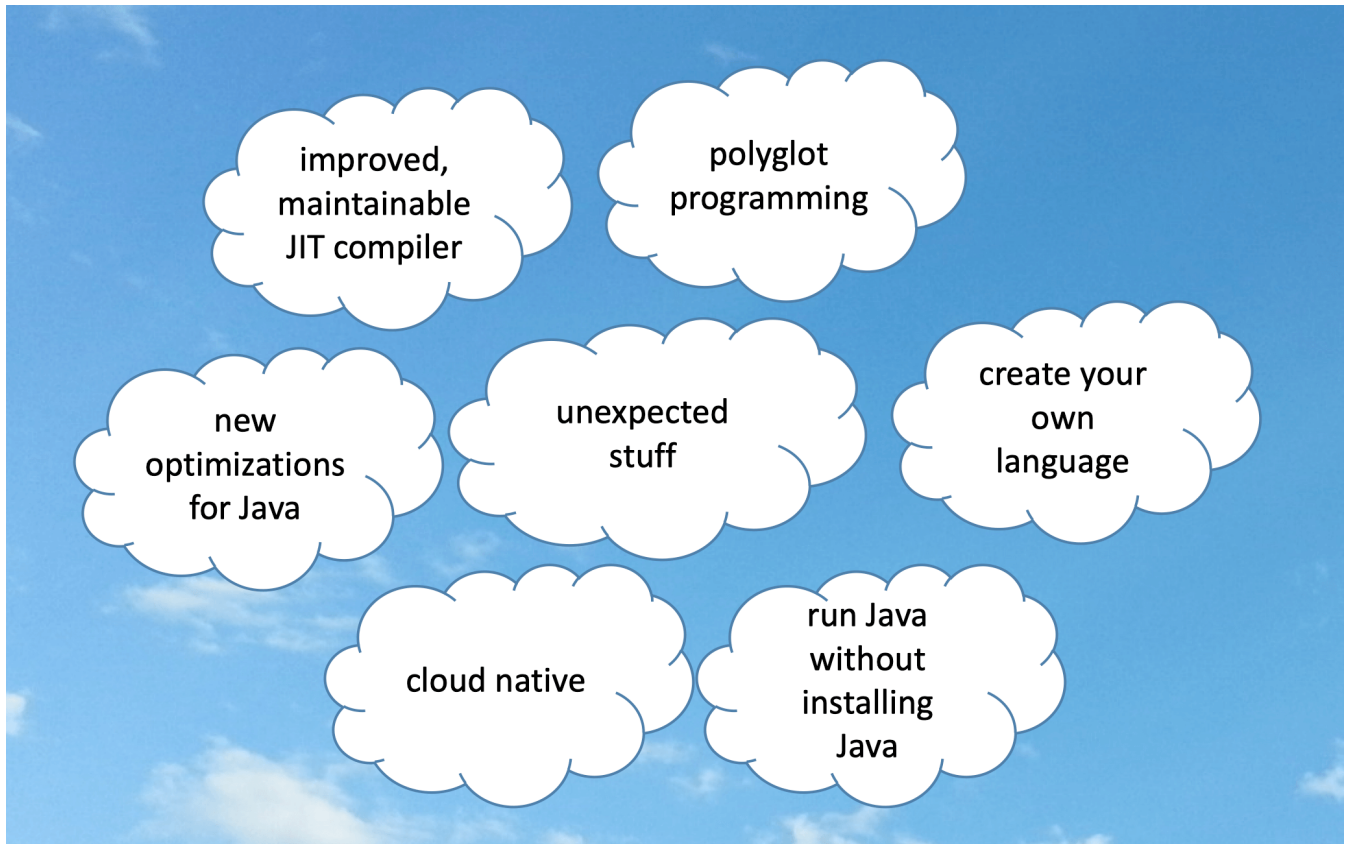 improved,
maintainable
JIT compiler
polyglot
programming
new
optimizations
for Java
unexpected
stuff
create your
own
language
cloud native
run Java
without
installing
Java